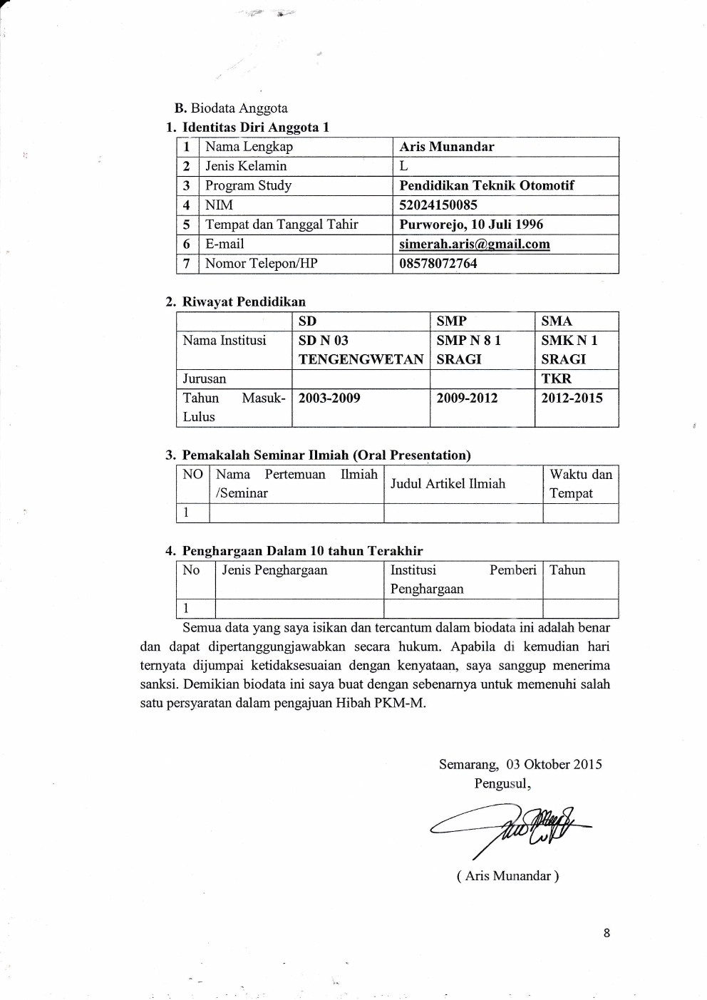 B. Biodata Anggota
1. Identitas Diri Anggota 1
1 Nama Lengkap Aris Munandar
2 Jenis Kelamin L
3 Program Study Pendidikan Teknik Otomotif
4 NIM 52024150085
5 Tempat dan Tanggal Tahir Purworejo, 10 Juli 1996
6 E-mail simerah.aris@gmail.com
7 Nomor Telepon/HP 08578072764
2. Riwayat Pendidikan
SD SMP SMA
Nama Institusi SD N 03 SMP N 8 1 SMK N 1
TENGENGWETAN SRAGI SRAGI
Jurusan TKR
Tahun Masuk- 2003-2009 2009-2012 2012-2015
Lulus
3. Pemakalah Seminar Ilmiah (Oral Presentation)
NO Nama Pertemuan Ilmiah Judul Artikel Ilmiah Waktu dan
/Seminar Tempat
1
4. Penghargaan Dalam 10 tahun Terakhir
No Jenis Penghargaan Institusi Pemberi Tahun
Penghargaan
1
Semua data yang saya isikan dan tercantum dalam biodata ini adalah benar
dan dapat dipertanggungjawabkan secara hukum. Apabila di kemudian hari
ternyata dijumpai ketidaksesuaian dengan kenyataan, saya sanggup menerima
sanksi. Demikian biodata ini saya buat dengan sebenarnya untuk memenuhi salah
satu persyaratan dalam pengajuan Hibah PKM-M.
Semarang, 03 Oktober 2015
Pengusul,
( Aris Munandar )
8